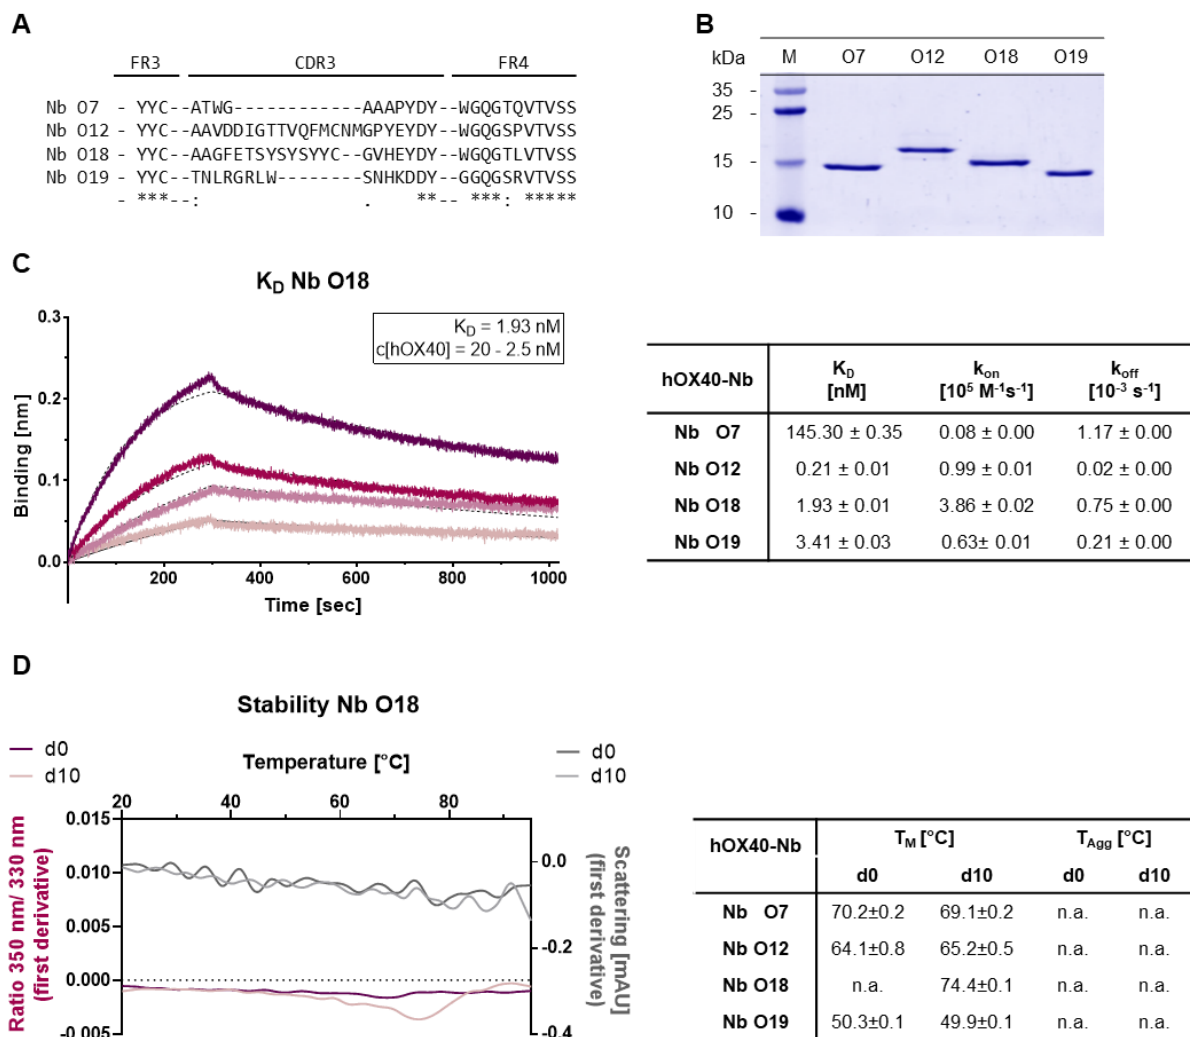 A
FR3 CDR3 FR4
Nb O7 - YYC--ATWG------------AAAPYDY--WGQGTQVTVSS
Nb O12 - YYC--AAVDDIGTTVQFMCNMGPYEYDY--WGQGSPVTVSS
Nb O18 - YYC--AAGFETSYSYSYYC-GVHEYDY--WGQGTLVTVSS
Nb O19 - YYC--TNLRGRLW--------SNHKDDY--GGQGSRVTVSS
- ***--: . **-- ***: *****
B
kDa M O7 O12 O18 O19
35 -
25 -
15 -
10 -
C
K_D Nb O18
K_D = 1.93 nM
c[hOX40] = 20 - 2.5 nM
0.3
0.2
0.1
0.0
Binding [nm]
200 400 600 800 1000
Time [sec]
hOX40-Nb K_D [nM] k_on [10⁵ M⁻¹s⁻¹] k_off [10⁻³ s⁻¹]
Nb O7 145.30 ± 0.35 0.08 ± 0.00 1.17 ± 0.00
Nb O12 0.21 ± 0.01 0.99 ± 0.01 0.02 ± 0.00
Nb O18 1.93 ± 0.01 3.86 ± 0.02 0.75 ± 0.00
Nb O19 3.41 ± 0.03 0.63± 0.01 0.21 ± 0.00
D
Stability Nb O18
d0
d10
Temperature [°C]
d0
d10
20 40 60 80
0.015
0.010
0.005
0.000
-0.005
Ratio 350 nm/ 330 nm
(first derivative)
0.0
-0.2
-0.4
Scattering [mAU]
(first derivative)
hOX40-Nb T_M [°C] T_Agg [°C]
d0 d10 d0 d10
Nb O7 70.2±0.2 69.1±0.2 n.a. n.a.
Nb O12 64.1±0.8 65.2±0.5 n.a. n.a.
Nb O18 n.a. 74.4±0.1 n.a. n.a.
Nb O19 50.3±0.1 49.9±0.1 n.a. n.a.